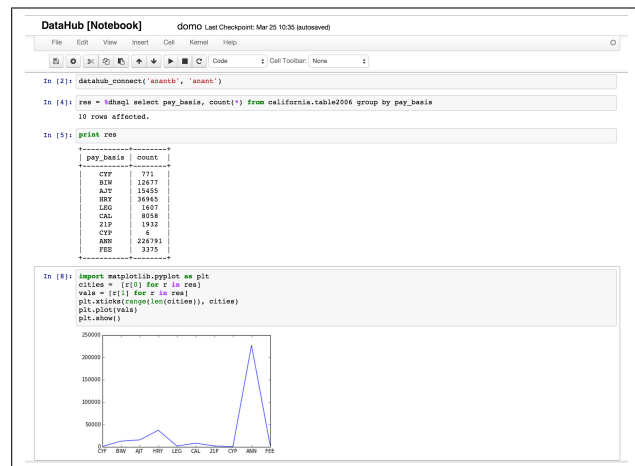 DataHub [Notebook] domo Last Checkpoint: Mar 25 10:35 (autosaved)
File Edit View Insert Cell Kernel Help
Code Cell Toolbar: None
In [2]: datahub_connect('anantb', 'anant')
In [4]: res = %dhsql select pay_basis, count(*) from california.table2006 group by pay_basis
10 rows affected.
In [5]: print res
+-----------+--------+
| pay_basis | count |
+-----------+--------+
| CYF | 771 |
| BIW | 12677 |
| AJT | 15455 |
| HRY | 36965 |
| LEG | 1607 |
| CAL | 8058 |
| 21P | 1932 |
| CYP | 6 |
| ANN | 226791 |
| FEE | 3375 |
+-----------+--------+
In [8]: import matplotlib.pyplot as plt
cities = [r[0] for r in res]
vals = [r[1] for r in res]
plt.xticks(range(len(cities)), cities)
plt.plot(vals)
plt.show()
250000
200000
150000
100000
50000
0
CYF BIW AJT HRY LEG CAL 21P CYP ANN FEE